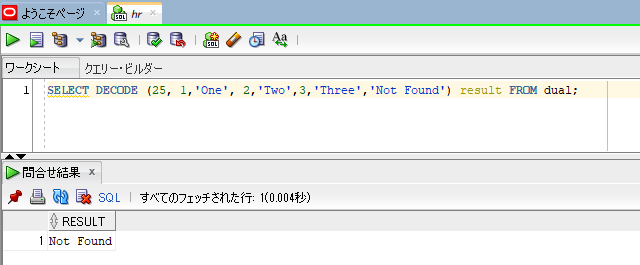 ようこそページ × SQL hr ×
ワークシート クエリー・ビルダー
1 SELECT DECODE (25, 1,'One', 2,'Two',3,'Three','Not Found') result FROM dual;
問合せ結果 x
SQL | すべてのフェッチされた行: 1(0.004秒)
RESULT
1 Not Found